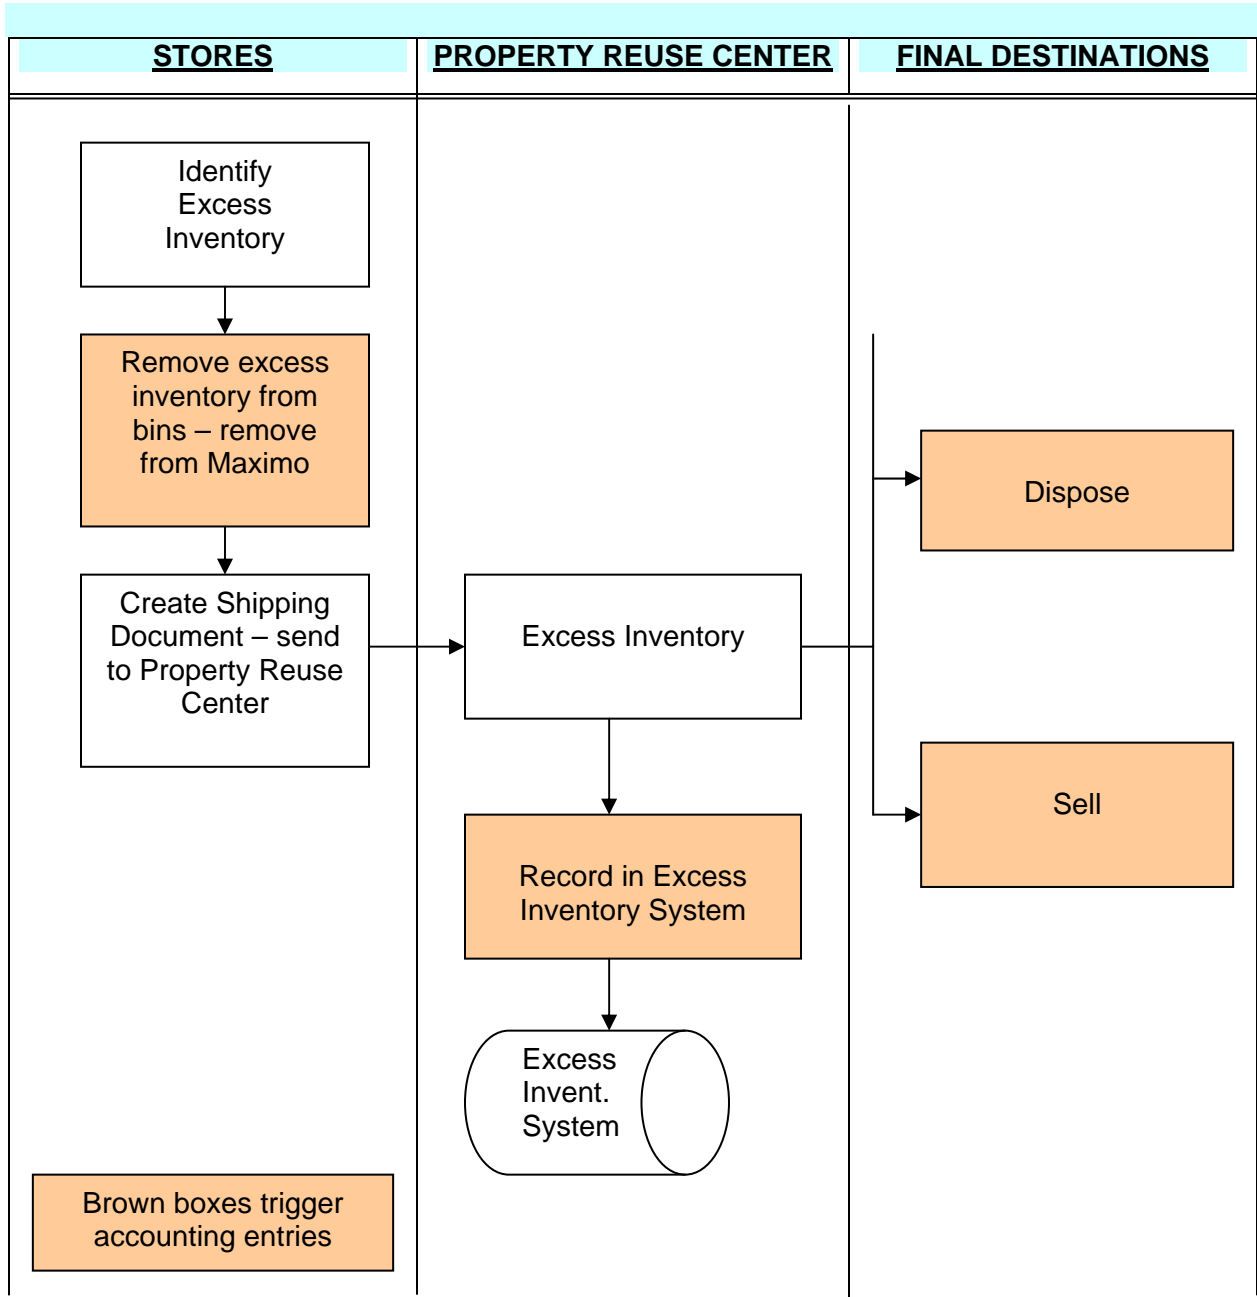 STORES
PROPERTY REUSE CENTER
FINAL DESTINATIONS
Identify
Excess
Inventory
Remove excess
inventory from
bins – remove
from Maximo
Create Shipping
Document – send
to Property Reuse
Center
Excess Inventory
Record in Excess
Inventory System
Excess
Invent.
System
Dispose
Sell
Brown boxes trigger
accounting entries